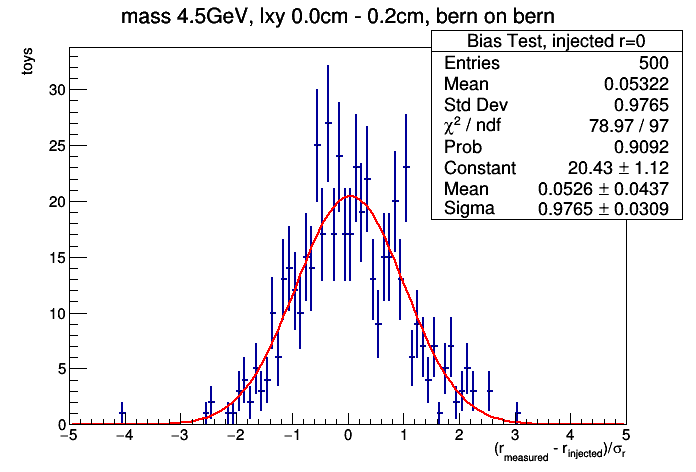 mass 4.5GeV, lxy 0.0cm - 0.2cm, bern on bern
Bias Test, injected r=0
Entries 500
Mean 0.05322
Std Dev 0.9765
χ² / ndf 78.97 / 97
Prob 0.9092
Constant 20.43 ± 1.12
Mean 0.0526 ± 0.0437
Sigma 0.9765 ± 0.0309
toys
30
25
20
15
10
5
0
−5 −4 −3 −2 −1 0 1 2 3 4 5
(r_measured - r_injected)/σ_r